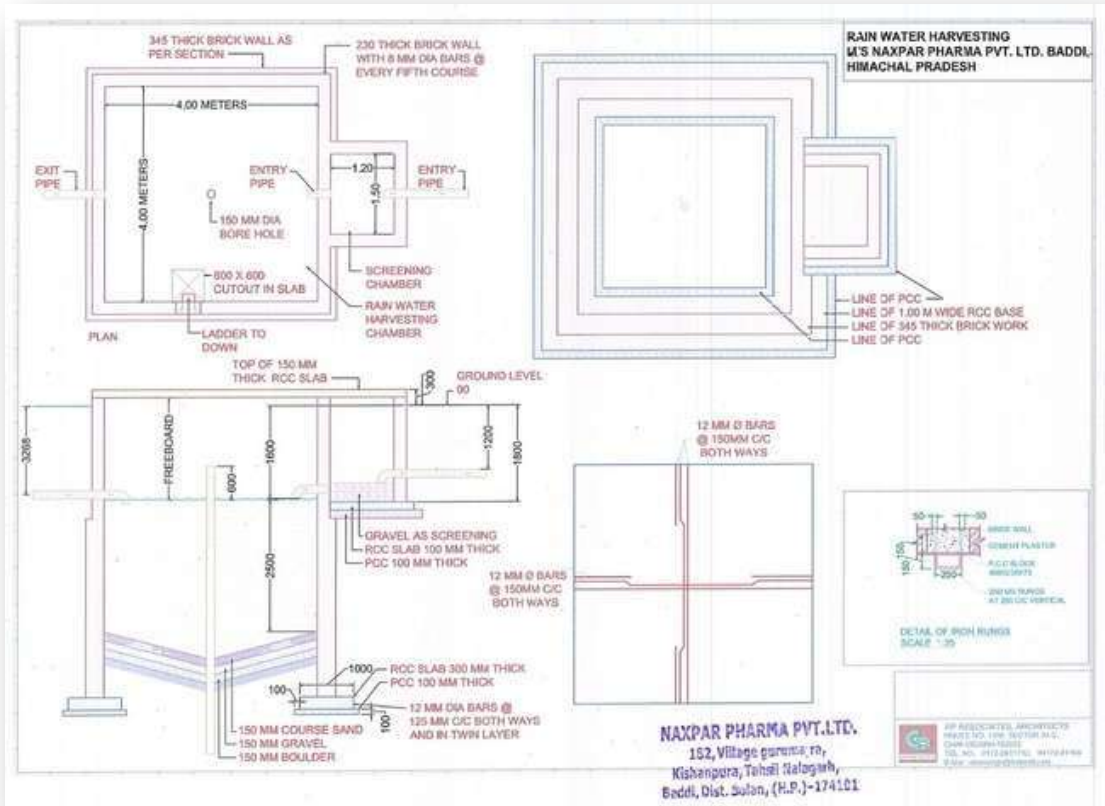 RAIN WATER HARVESTING
M'S NAXPAR PHARMA PVT. LTD. BADDI,
HIMACHAL PRADESH
345 THICK BRICK WALL AS
PER SECTION
230 THICK BRICK WALL
WITH 8 MM DIA BARS @
EVERY FIFTH COURSE
4,00 METERS
4,00 METERS
EXIT
PIPE
ENTRY
PIPE
1.20
1.50
ENTRY
PIPE
150 MM DIA
BORE HOLE
600 X 600
CUTOUT IN SLAB
SCREENING
CHAMBER
RAIN WATER
HARVESTING
CHAMBER
PLAN
LADDER TO
DOWN
LINE OF PCC
LINE OF 1.00 M WIDE RCC BASE
LINE OF 345 THICK BRICK WORK
LINE OF PCC
TOP OF 150 MM
THICK RCC SLAB
300
GROUND LEVEL
00
3268
FREEBOARD
1600
600
1200
1800
2500
GRAVEL AS SCREENING
RCC SLAB 100 MM THICK
PCC 100 MM THICK
1000
RCC SLAB 300 MM THICK
PCC 100 MM THICK
100
100
12 MM DIA BARS @
125 MM C/C BOTH WAYS
AND IN TWIN LAYER
150 MM COURSE SAND
150 MM GRAVEL
150 MM BOULDER
12 MM Ø BARS
@ 150MM C/C
BOTH WAYS
12 MM Ø BARS
@ 150MM C/C
BOTH WAYS
50
50
BRICK WALL
CEMENT PLASTER
150
150
P.C.C BLOCK
DETAIL OF IRON RUNGS
SCALE
NAXPAR PHARMA PVT.LTD.
152, Village
Kishanpura, Tehsil Nalagarh,
Baddi, Dist. Solan, (H.P.)-174101
ASSOCIATES, ARCHITECTS